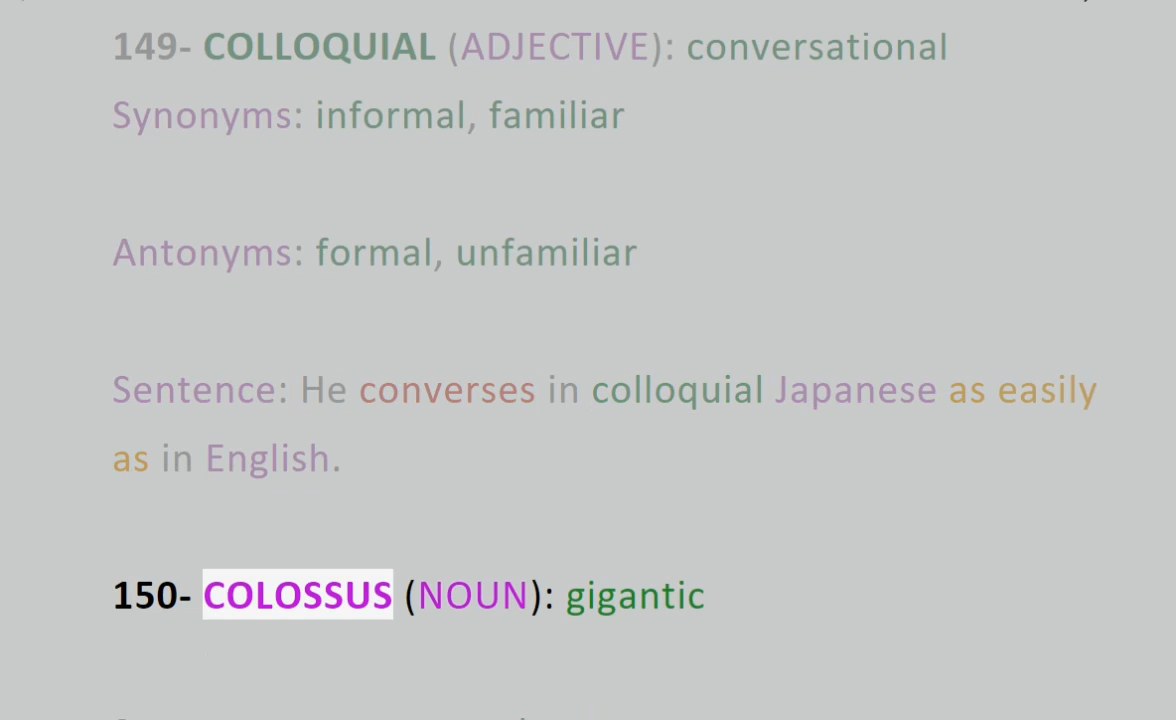 149- COLLOQUIAL (ADJECTIVE): conversational
Synonyms: informal, familiar
Antonyms: formal, unfamiliar
Sentence: He converses in colloquial Japanese as easily
as in English.
150- COLOSSUS (NOUN): gigantic